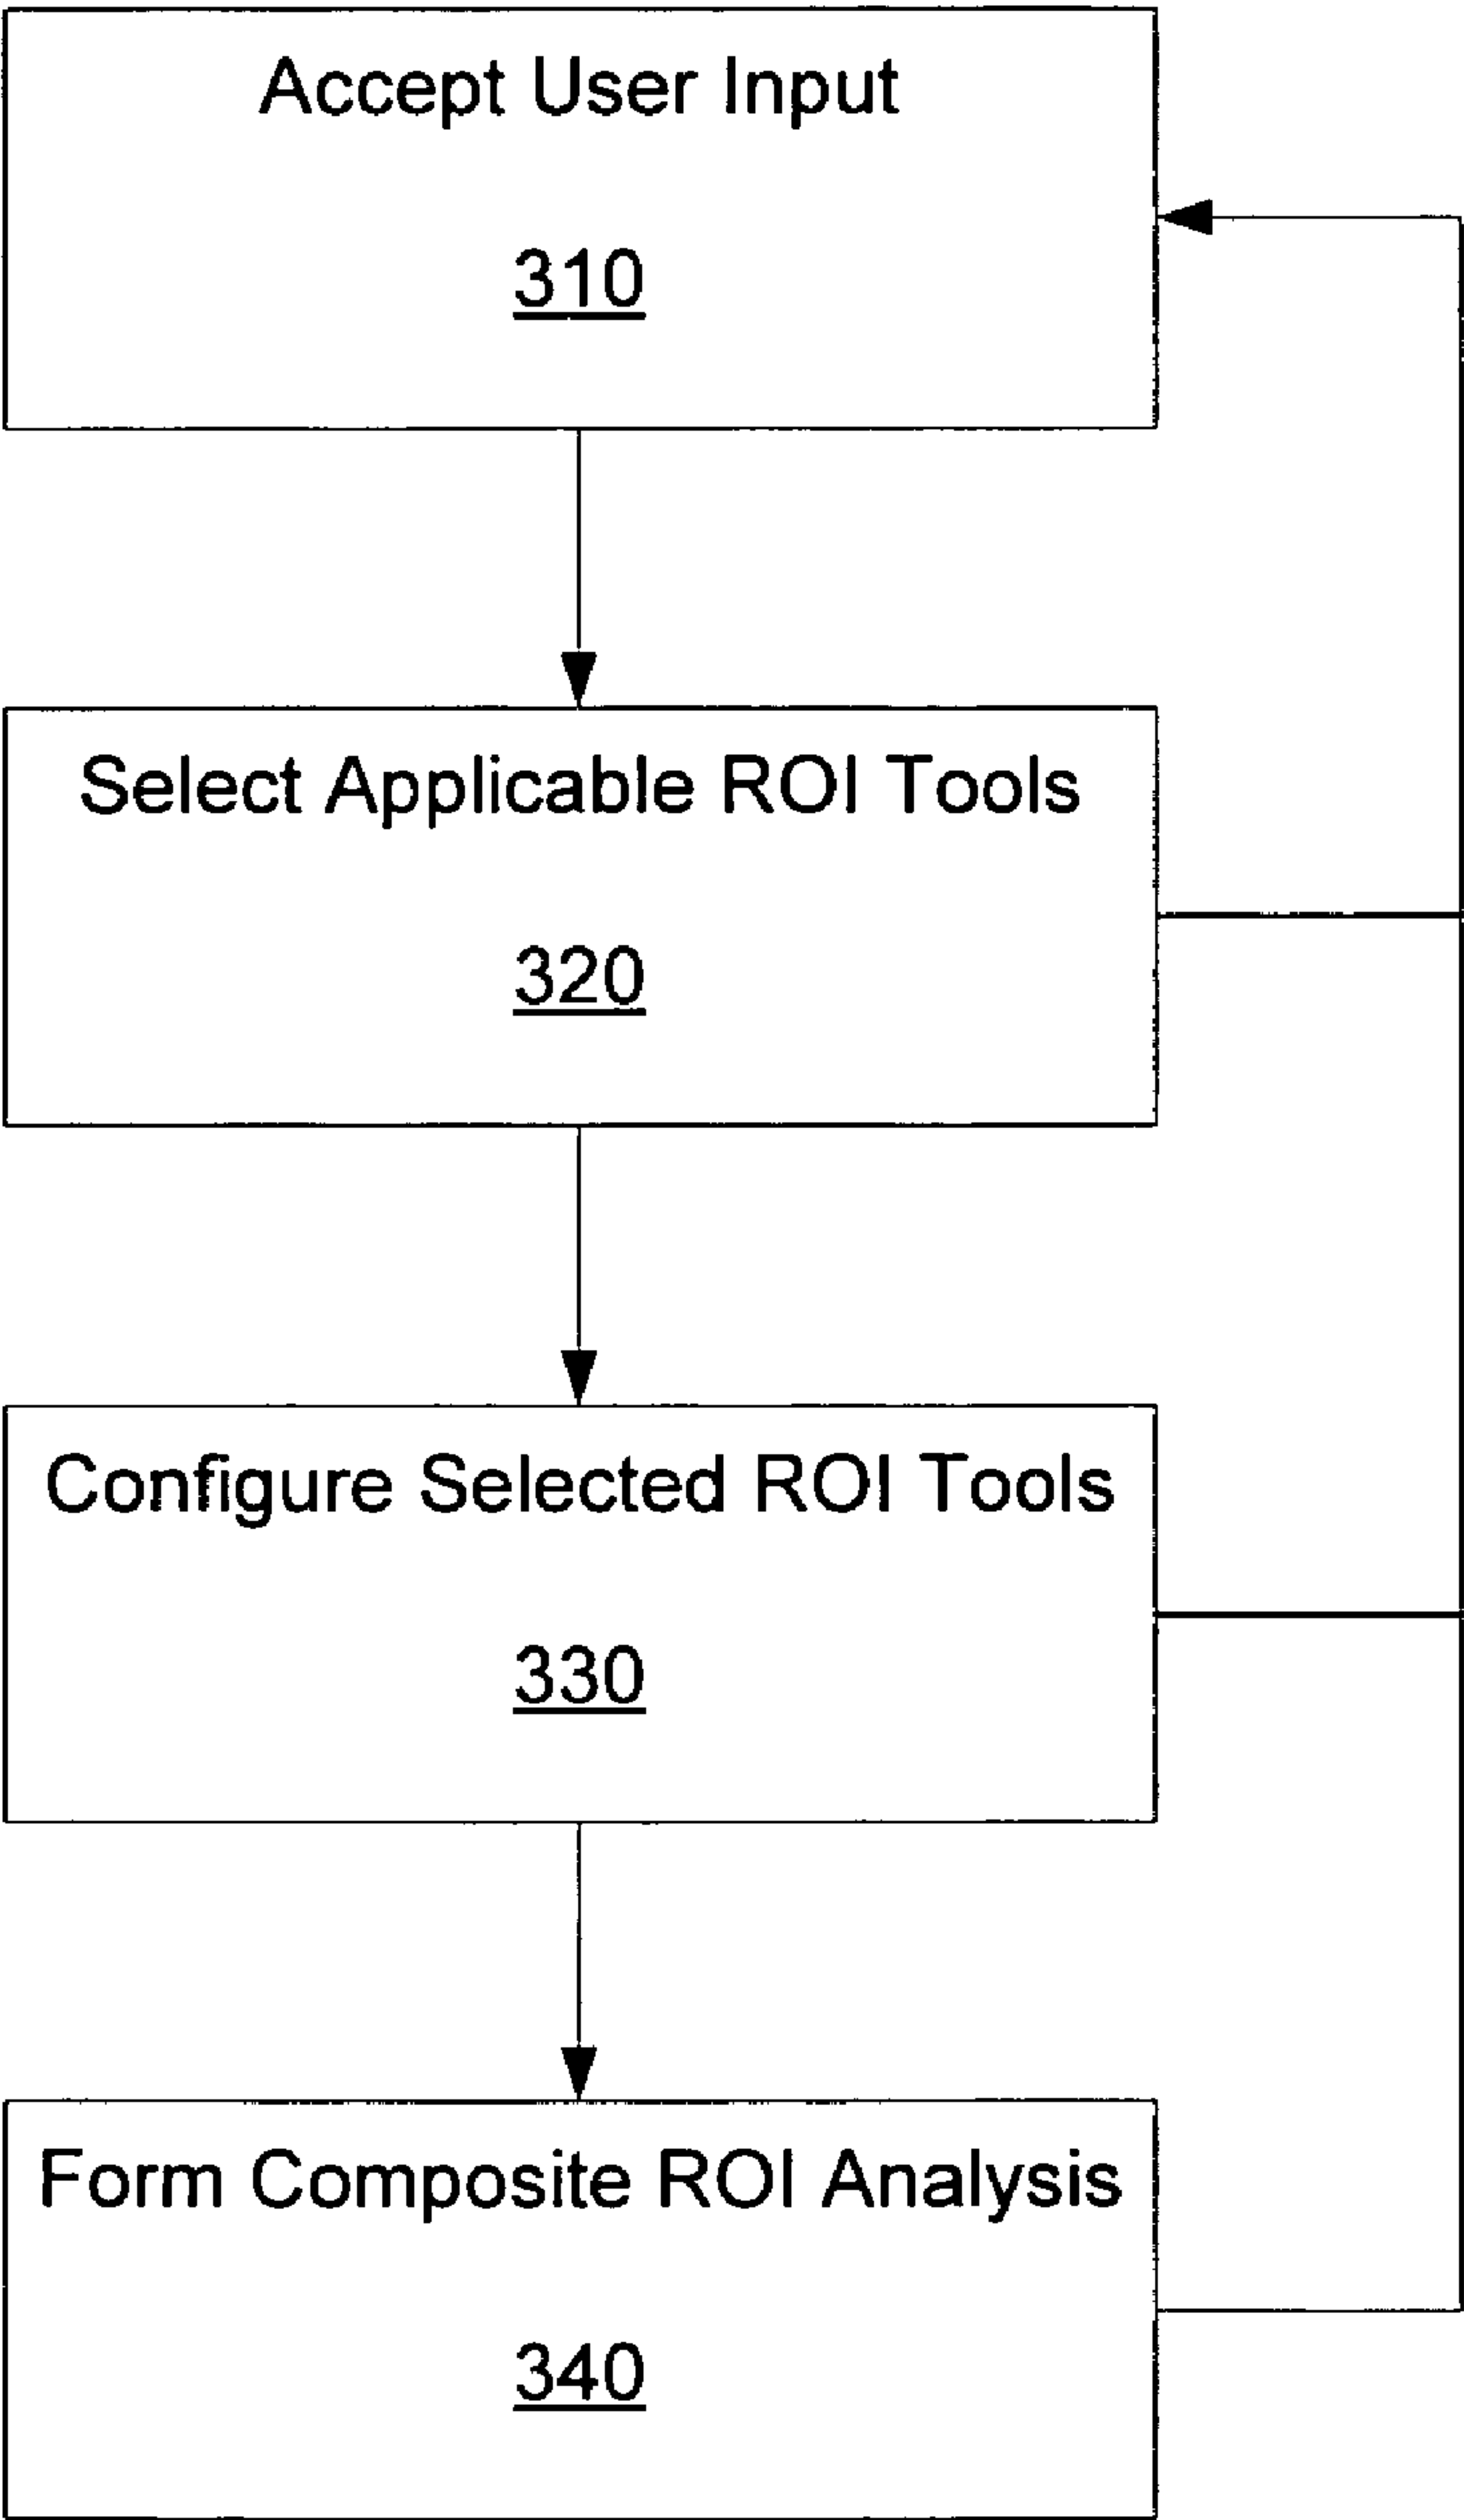 Accept User Input
310
Select Applicable ROI Tools
320
Configure Selected ROI Tools
330
Form Composite ROI Analysis
340